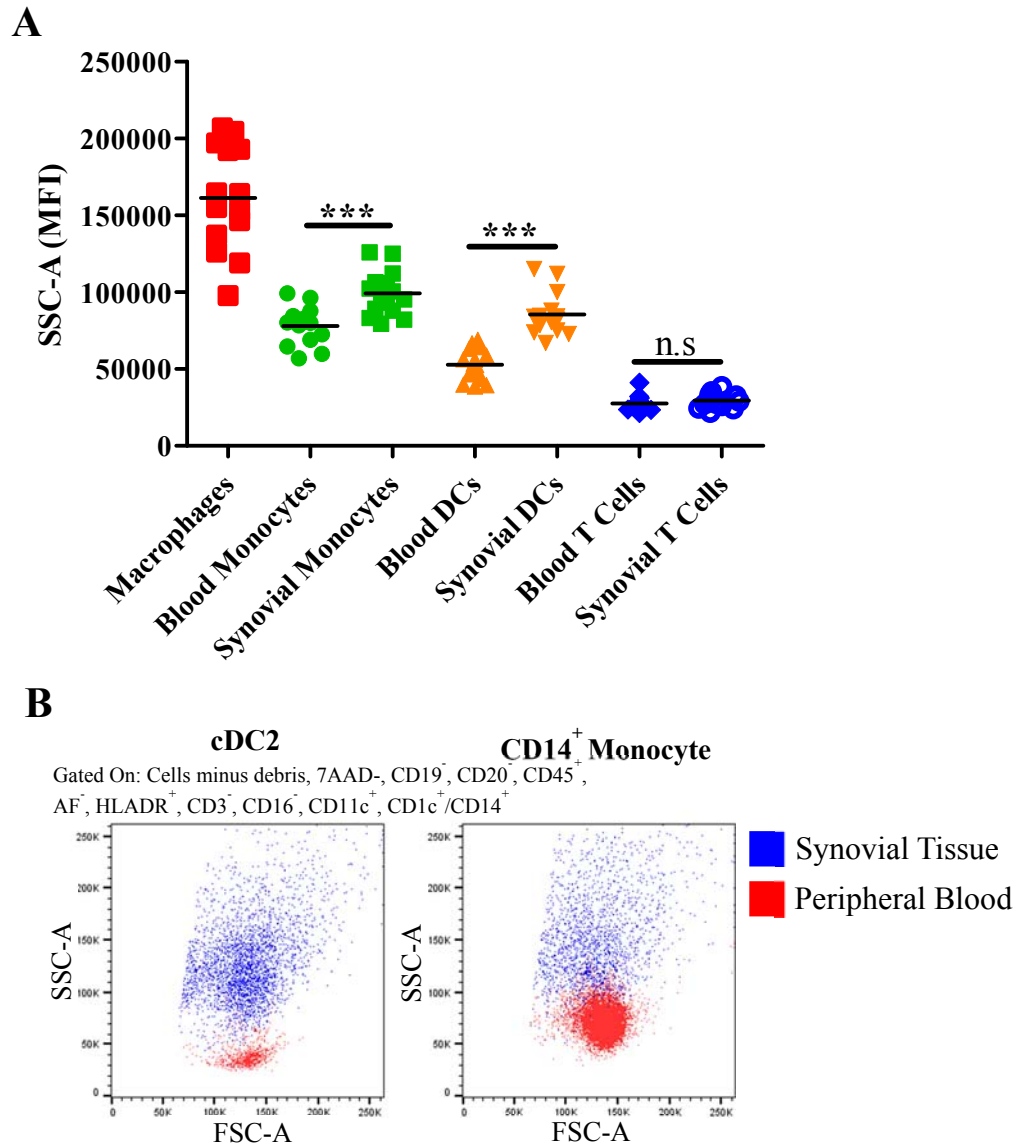 A
250000
200000
150000
100000
50000
0
SSC-A (MFI)
***
***
n.s
Macrophages
Blood Monocytes
Synovial Monocytes
Blood DCs
Synovial DCs
Blood T Cells
Synovial T Cells
B
cDC2
CD14+ Monocyte
Gated On: Cells minus debris, 7AAD-, CD19-, CD20-, CD45+,
AF-, HLADR+, CD3-, CD16-, CD11c+, CD1c+/CD14+
250K
200K
150K
100K
50K
0
SSC-A
0 50K 100K 150K 200K 250K
FSC-A
250K
200K
150K
100K
50K
0
SSC-A
0 50K 100K 150K 200K 250K
FSC-A
Synovial Tissue
Peripheral Blood